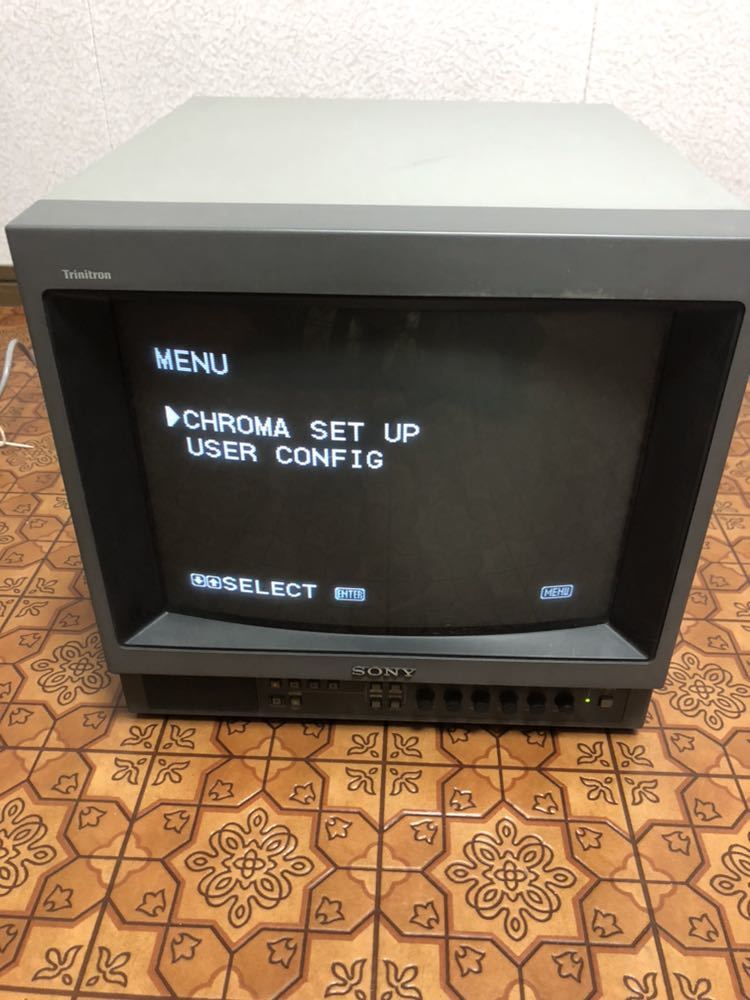 Trinitron
MENU
▶CHROMA SET UP
USER CONFIG
⬇⬆SELECT ENTER MENU
SONY